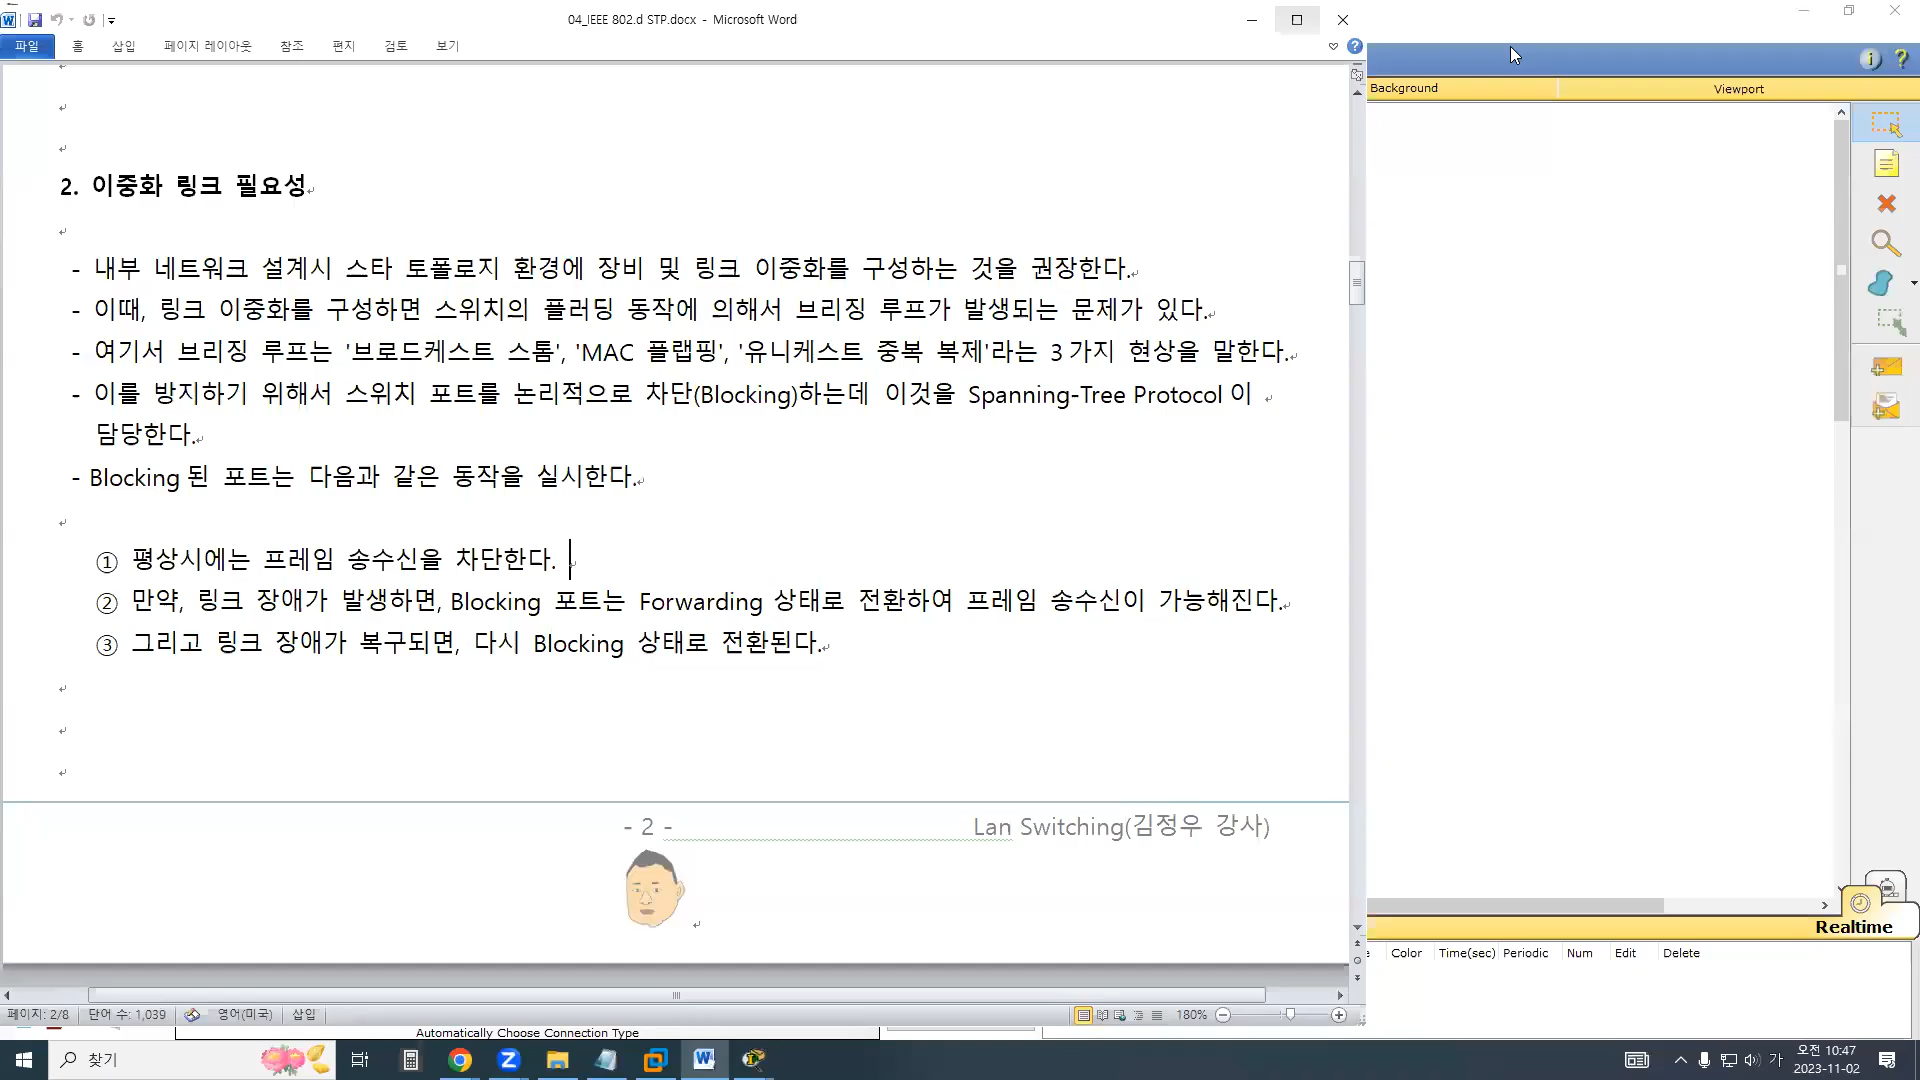 04_IEEE 802.d STP.docx - Microsoft Word
파일 홈 삽입 페이지 레이아웃 참조 편지 검토 보기
Background Viewport
2. 이중화 링크 필요성
- 내부 네트워크 설계시 스타 토폴로지 환경에 장비 및 링크 이중화를 구성하는 것을 권장한다.
- 이때, 링크 이중화를 구성하면 스위치의 플러딩 동작에 의해서 브리징 루프가 발생되는 문제가 있다.
- 여기서 브리징 루프는 '브로드케스트 스톰', 'MAC 플랩핑', '유니케스트 중복 복제'라는 3가지 현상을 말한다.
- 이를 방지하기 위해서 스위치 포트를 논리적으로 차단(Blocking)하는데 이것을 Spanning-Tree Protocol이
담당한다.
- Blocking된 포트는 다음과 같은 동작을 실시한다.
① 평상시에는 프레임 송수신을 차단한다.
② 만약, 링크 장애가 발생하면, Blocking 포트는 Forwarding 상태로 전환하여 프레임 송수신이 가능해진다.
③ 그리고 링크 장애가 복구되면, 다시 Blocking 상태로 전환된다.
- 2 - Lan Switching(김정우 강사)
Realtime
Color Time(sec) Periodic Num Edit Delete
페이지: 2/8 단어 수: 1,039 영어(미국) 삽입 180%
Automatically Choose Connection Type
찾기
가 오전 10:47
2023-11-02